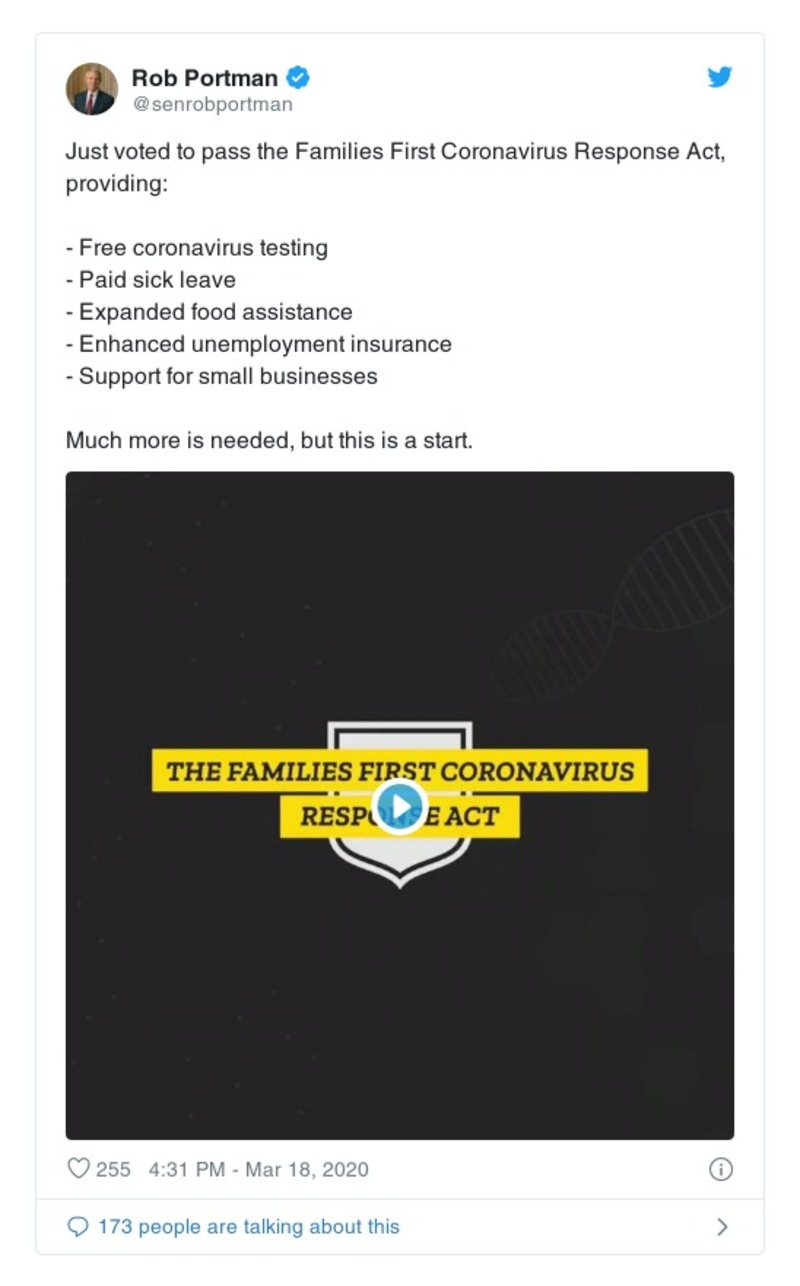 Rob Portman
@senrobportman
Just voted to pass the Families First Coronavirus Response Act,
providing:
- Free coronavirus testing
- Paid sick leave
- Expanded food assistance
- Enhanced unemployment insurance
- Support for small businesses
Much more is needed, but this is a start.
THE FAMILIES FIRST CORONAVIRUS
RESPONSE ACT
255 4:31 PM - Mar 18, 2020
173 people are talking about this